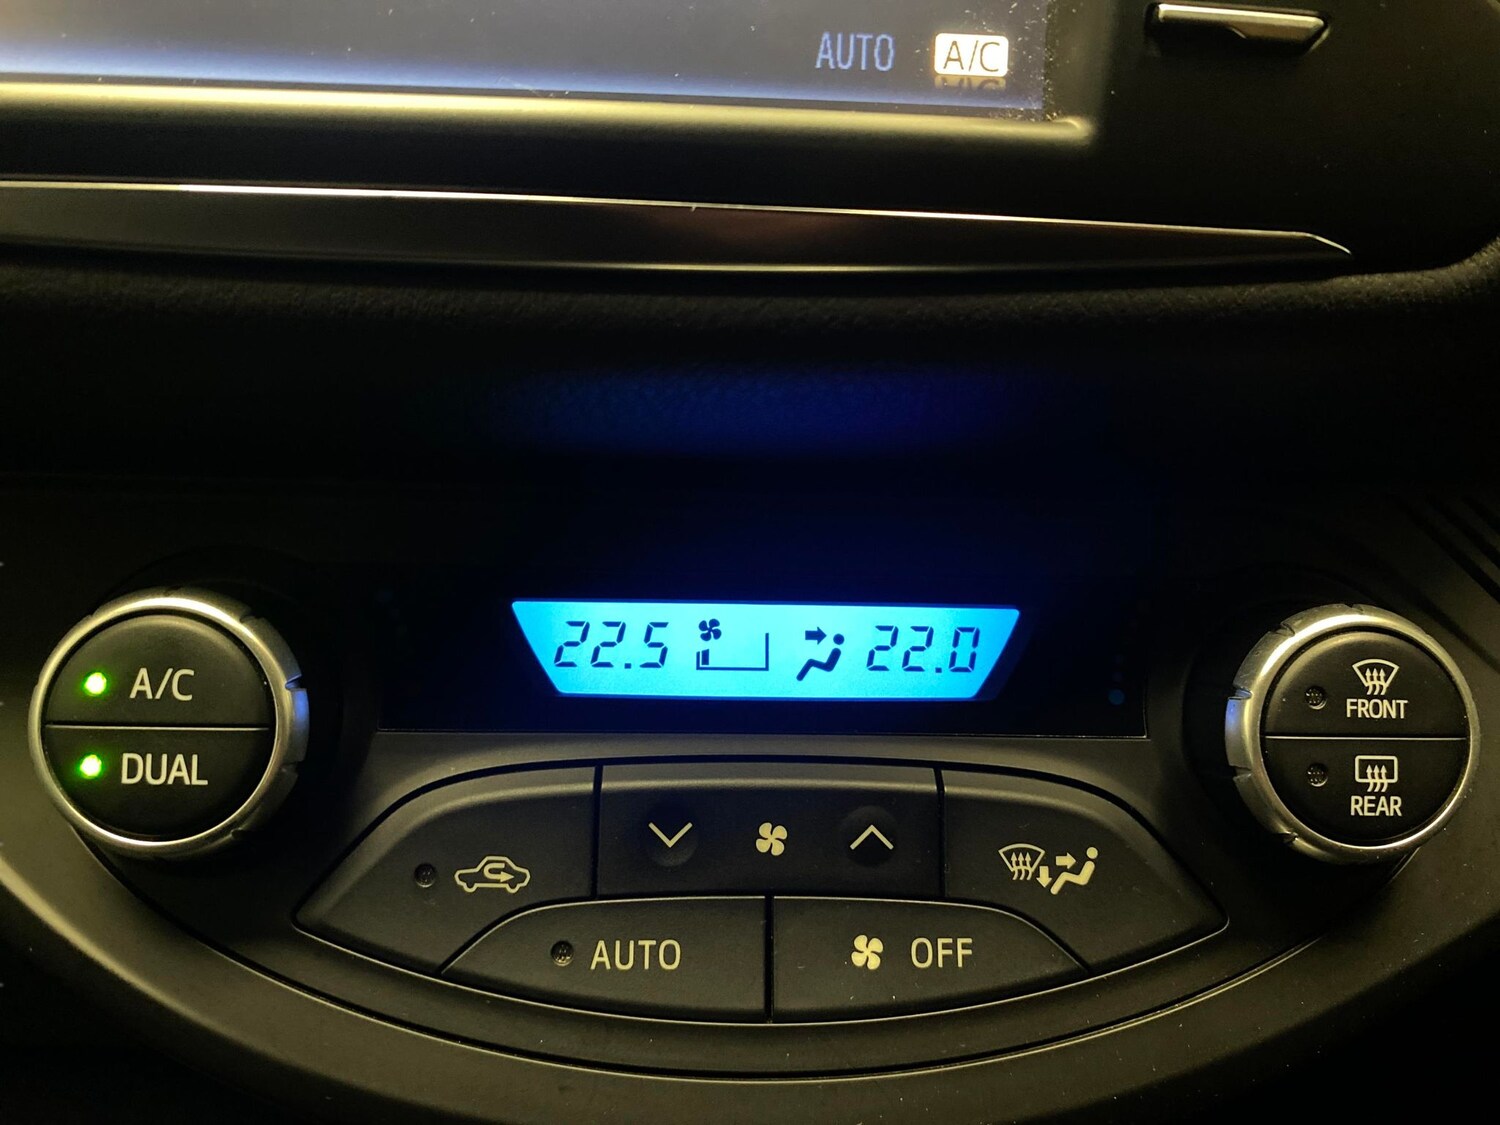 AUTO A/C
22.5 22.0
A/C
DUAL
FRONT
REAR
AUTO
OFF